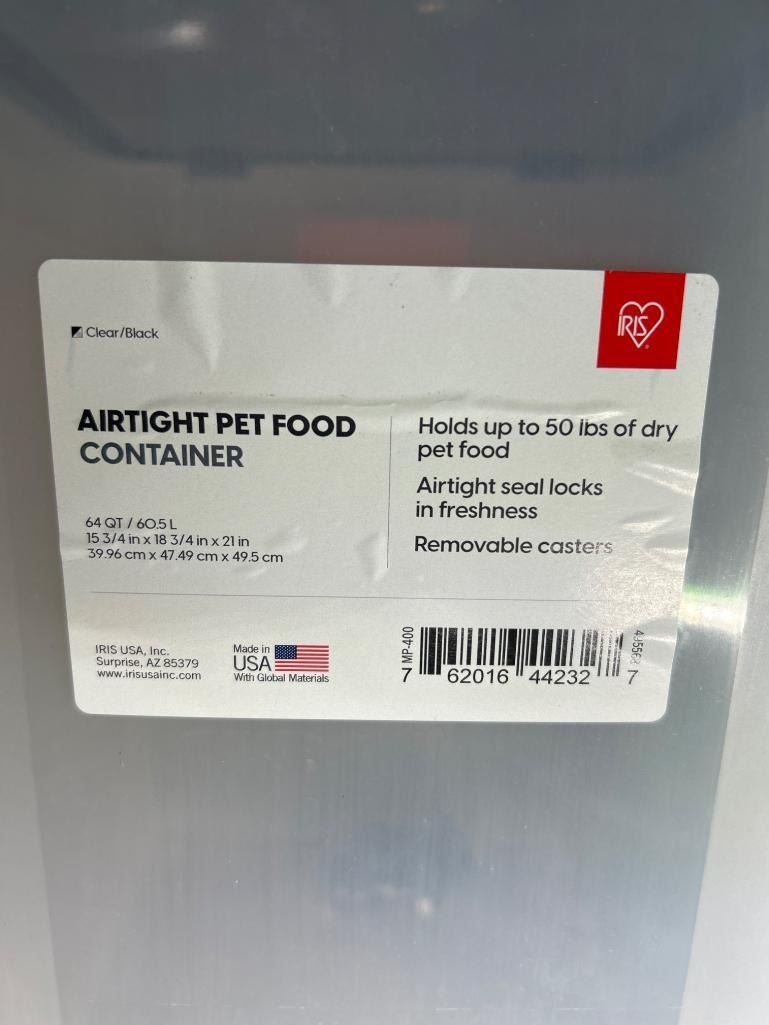 Clear/Black
IRIS
AIRTIGHT PET FOOD
CONTAINER
64 QT / 60.5 L
15 3/4 in x 18 3/4 in x 21 in
39.96 cm x 47.49 cm x 49.5 cm
Holds up to 50 lbs of dry
pet food
Airtight seal locks
in freshness
Removable casters
IRIS USA, Inc.
Surprise, AZ 85379
www.irisusainc.com
Made in
USA
With Global Materials
MP-400
7 62016 44232 7